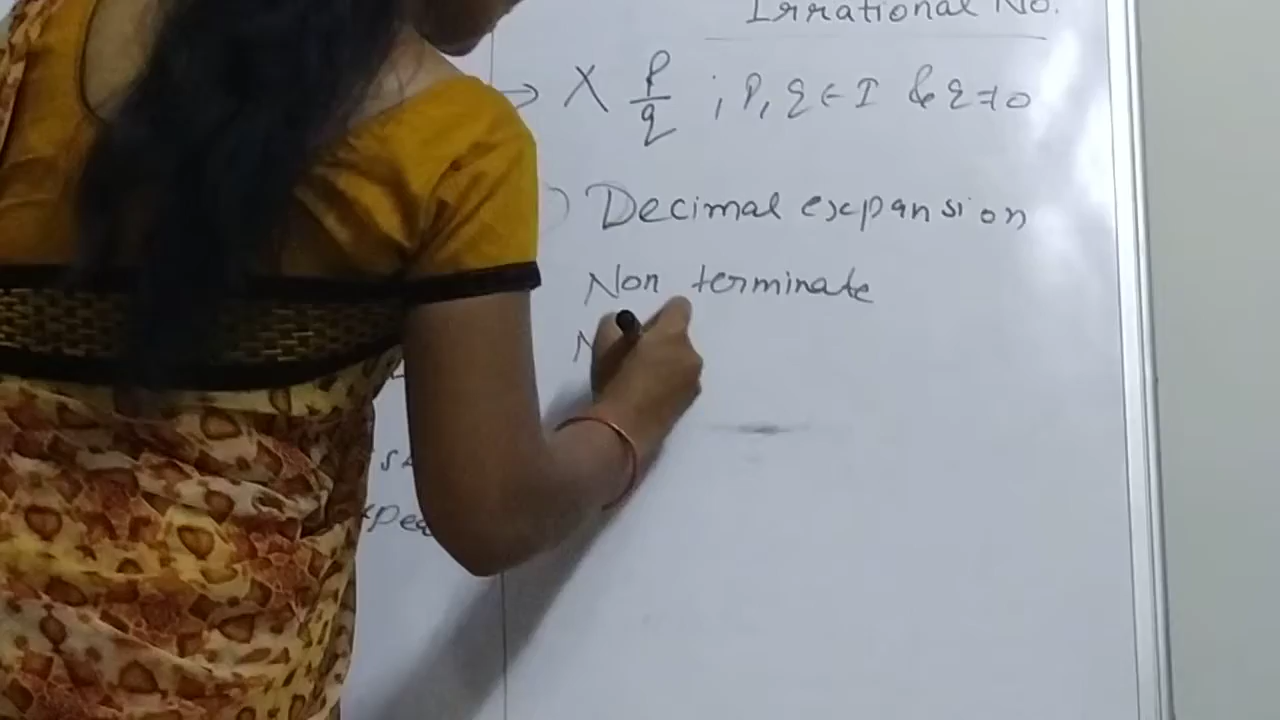 Irrational No.
→ X P/q ; P, q ∈ I & q ≠ 0
) Decimal expansion
Non terminate
N